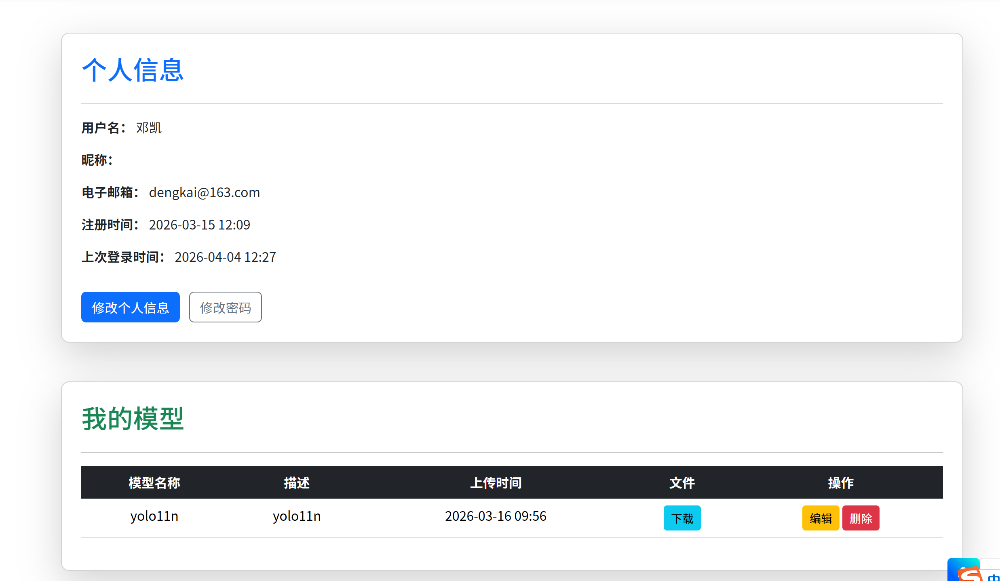 个人信息
用户名： 邓凯
昵称：
电子邮箱： dengkai@163.com
注册时间： 2026-03-15 12:09
上次登录时间： 2026-04-04 12:27
修改个人信息 修改密码
我的模型
模型名称 描述 上传时间 文件 操作
yolo11n yolo11n 2026-03-16 09:56 下载 编辑 删除
中